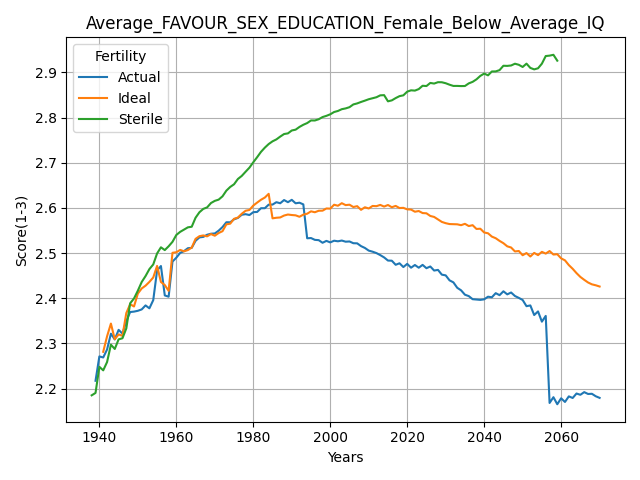 Average_FAVOUR_SEX_EDUCATION_Female_Below_Average_IQ
Fertility
Actual
Ideal
Sterile
Score(1-3)
2.9
2.8
2.7
2.6
2.5
2.4
2.3
2.2
1940 1960 1980 2000 2020 2040 2060
Years